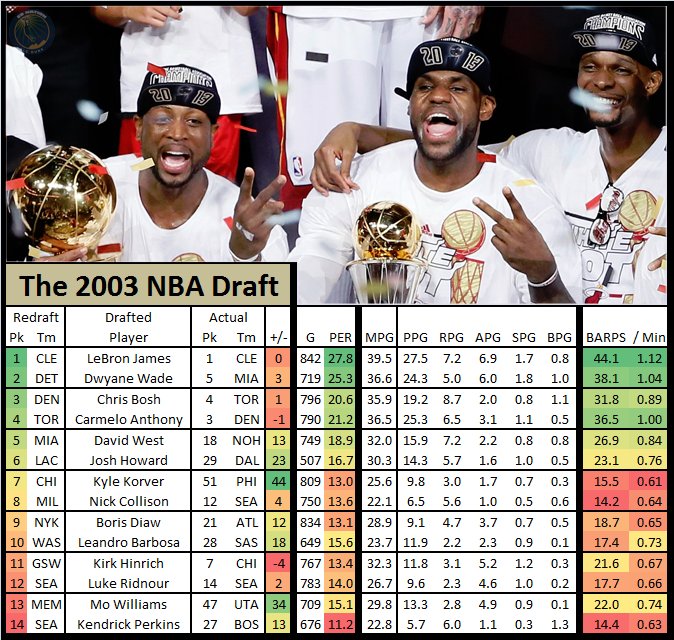 CHAMPIONS
2013
20 13
CHAMPIONS
2013
The 2003 NBA Draft
Redraft Drafted Actual
Pk Tm Player Pk Tm +/- G PER MPG PPG RPG APG SPG BPG BARPS / Min
1 CLE LeBron James 1 CLE 0 842 27.8 39.5 27.5 7.2 6.9 1.7 0.8 44.1 1.12
2 DET Dwyane Wade 5 MIA 3 719 25.3 36.6 24.3 5.0 6.0 1.8 1.0 38.1 1.04
3 DEN Chris Bosh 4 TOR 1 796 20.6 35.9 19.2 8.7 2.0 0.8 1.1 31.8 0.89
4 TOR Carmelo Anthony 3 DEN -1 790 21.2 36.5 25.3 6.5 3.1 1.1 0.5 36.5 1.00
5 MIA David West 18 NOH 13 749 18.9 32.0 15.9 7.2 2.2 0.8 0.8 26.9 0.84
6 LAC Josh Howard 29 DAL 23 507 16.7 30.3 14.3 5.7 1.6 1.0 0.5 23.1 0.76
7 CHI Kyle Korver 51 PHI 44 809 13.0 25.6 9.8 3.0 1.7 0.7 0.3 15.5 0.61
8 MIL Nick Collison 12 SEA 4 750 13.6 22.1 6.5 5.6 1.0 0.5 0.6 14.2 0.64
9 NYK Boris Diaw 21 ATL 12 834 13.1 28.9 9.1 4.7 3.7 0.7 0.5 18.7 0.65
10 WAS Leandro Barbosa 28 SAS 18 649 15.6 23.7 11.9 2.2 2.3 0.9 0.1 17.4 0.73
11 GSW Kirk Hinrich 7 CHI -4 767 13.4 32.3 11.8 3.1 5.2 1.2 0.3 21.6 0.67
12 SEA Luke Ridnour 14 SEA 2 783 14.0 26.7 9.6 2.3 4.6 1.0 0.2 17.7 0.66
13 MEM Mo Williams 47 UTA 34 709 15.1 29.8 13.3 2.8 4.9 0.9 0.1 22.0 0.74
14 SEA Kendrick Perkins 27 BOS 13 676 11.2 22.8 5.7 6.0 1.1 0.3 1.3 14.4 0.63